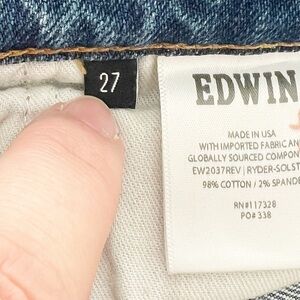 27
EDWIN
MADE IN USA
WITH IMPORTED FABRIC AN
GLOBALLY SOURCED COMPON
EW2037REV | RYDER-SOLST
98% COTTON / 2% SPANDE
RN#117328
PO# 338